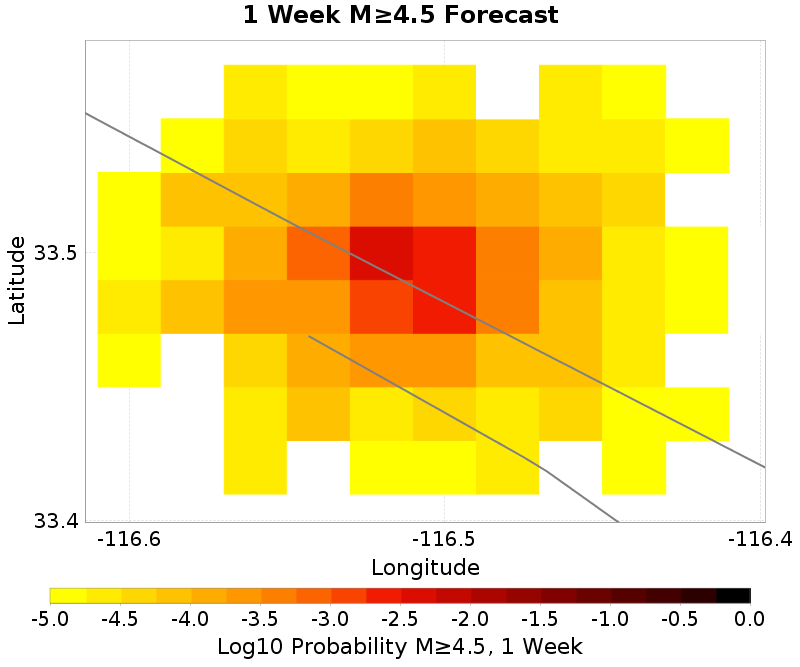 1 Week M≥4.5 Forecast
Latitude
33.5
33.4
-116.6 -116.5 -116.4
Longitude
-5.0 -4.5 -4.0 -3.5 -3.0 -2.5 -2.0 -1.5 -1.0 -0.5 0.0
Log10 Probability M≥4.5, 1 Week